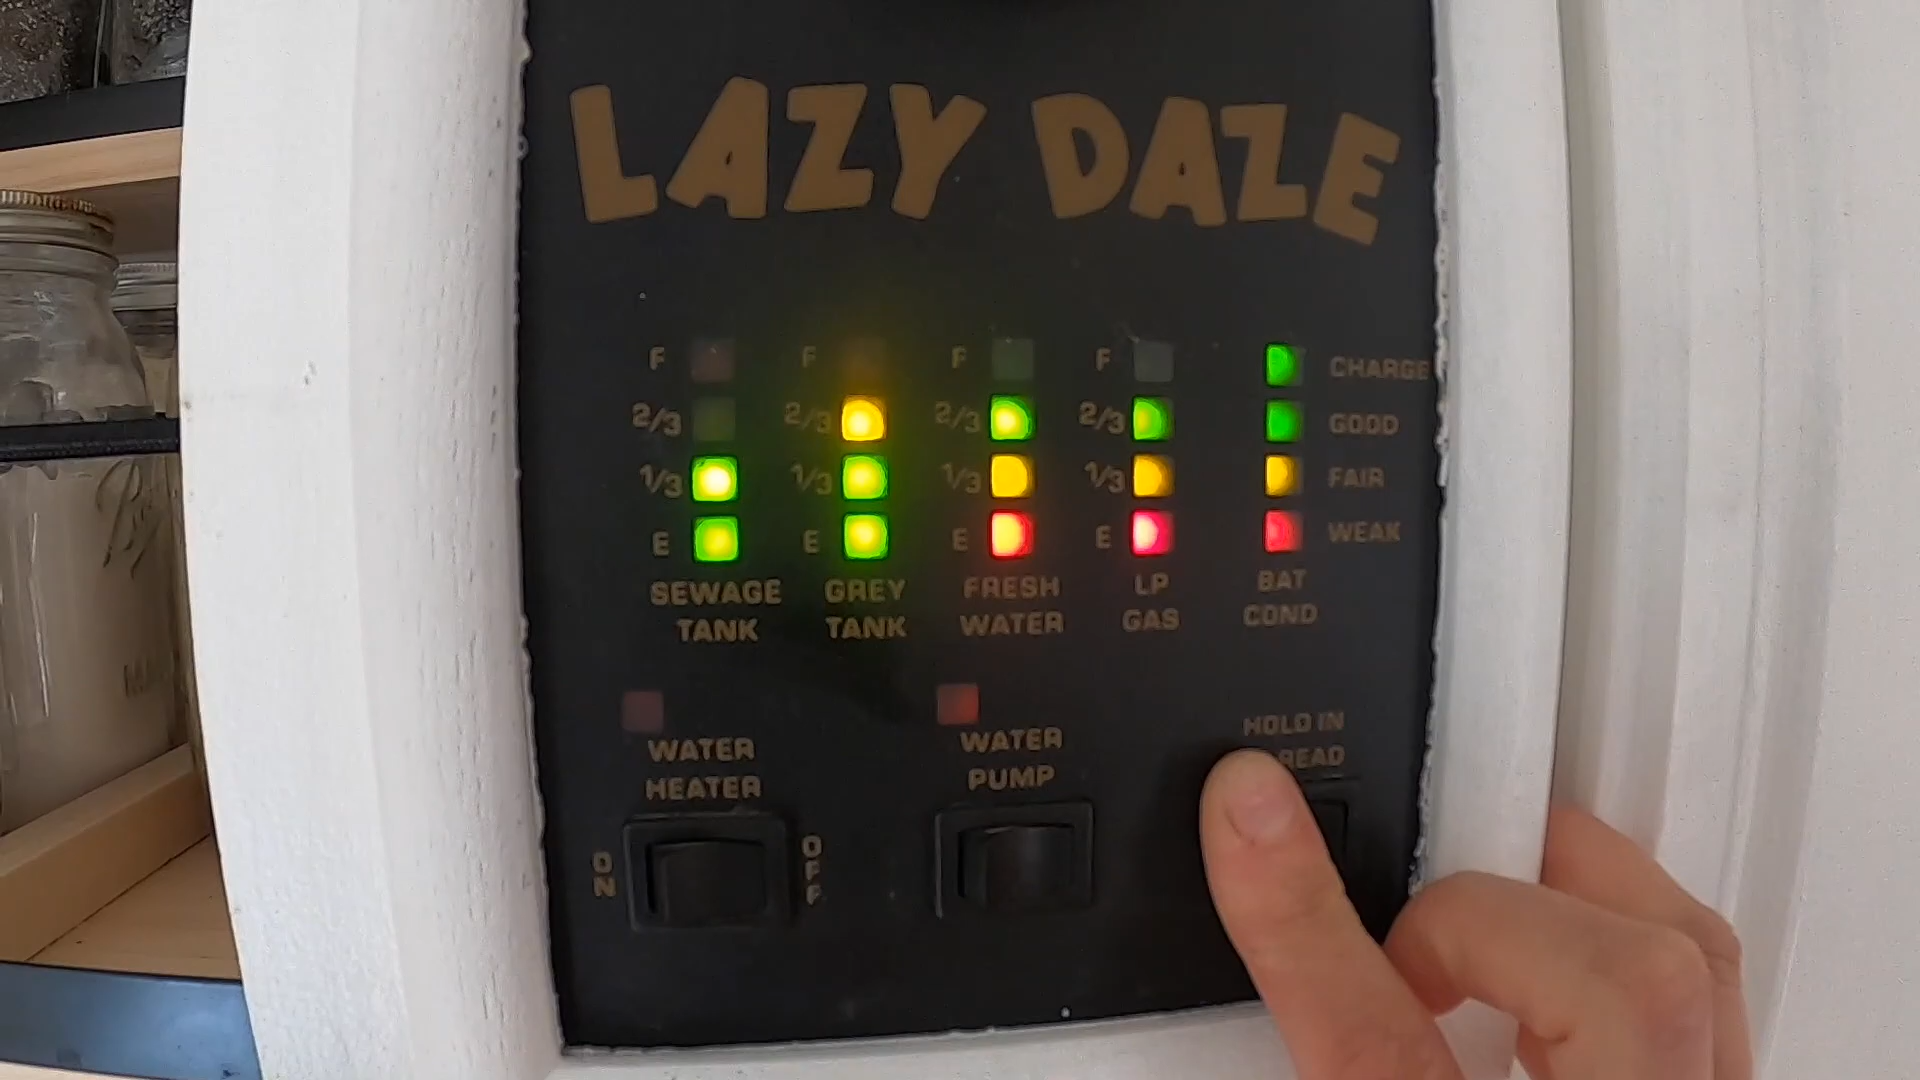 LAZY DAZE
F F F F CHARGE
2/3 2/3 2/3 2/3 GOOD
1/3 1/3 1/3 1/3 FAIR
E E E E WEAK
SEWAGE TANK
GREY TANK
FRESH WATER
LP GAS
BAT COND
WATER HEATER
WATER PUMP
HOLD IN
READ
ON
OFF